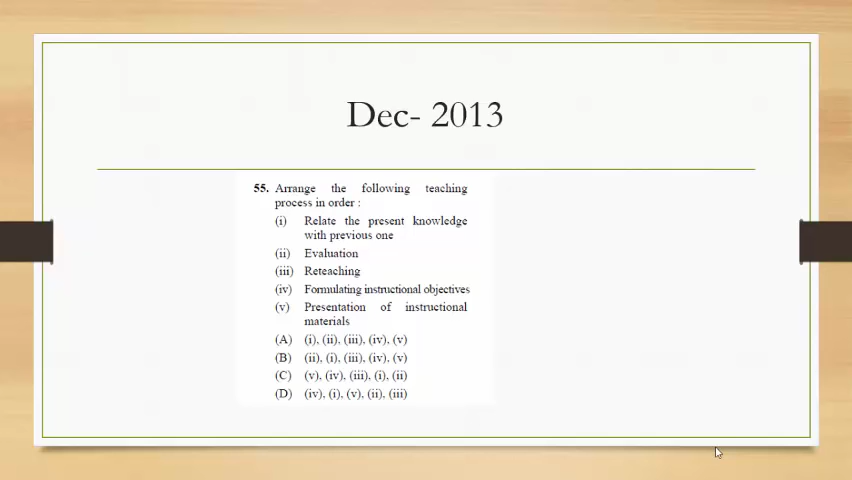 Dec- 2013
55. Arrange the following teaching
process in order :
(i) Relate the present knowledge
with previous one
(ii) Evaluation
(iii) Reteaching
(iv) Formulating instructional objectives
(v) Presentation of instructional
materials
(A) (i), (ii), (iii), (iv), (v)
(B) (ii), (i), (iii), (iv), (v)
(C) (v), (iv), (iii), (i), (ii)
(D) (iv), (i), (v), (ii), (iii)